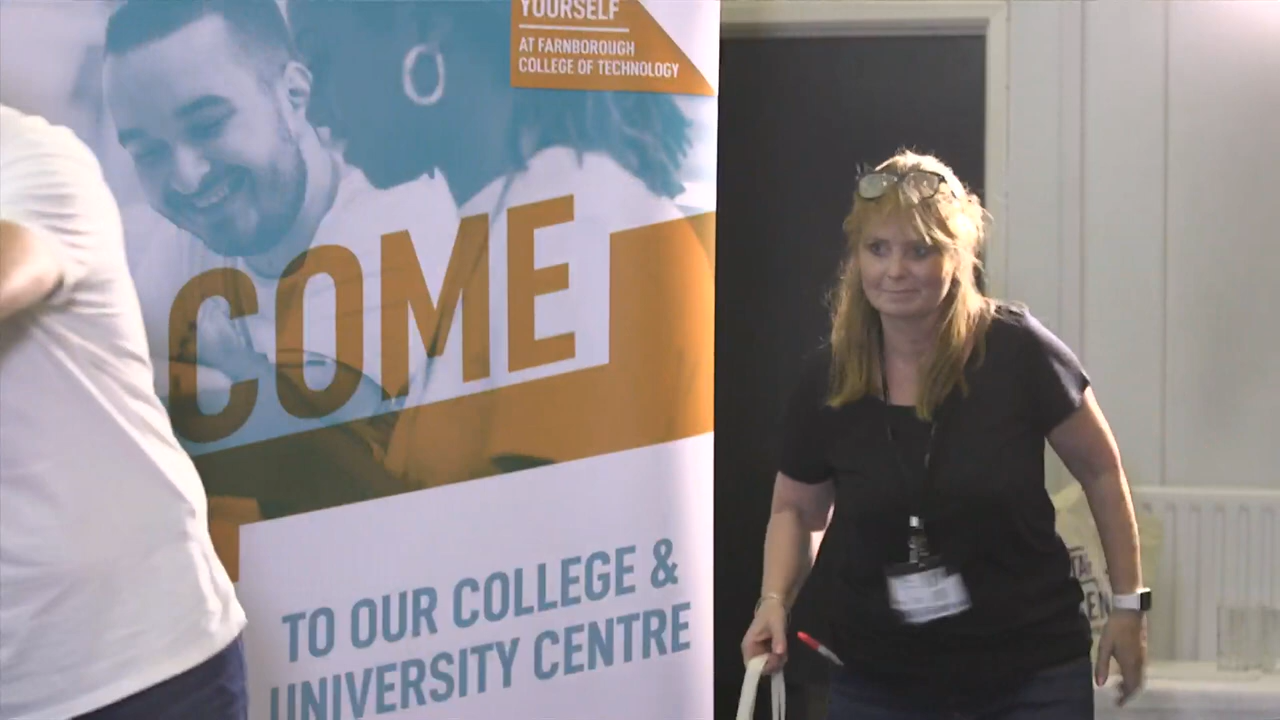 YOURSELF
AT FARNBOROUGH
COLLEGE OF TECHNOLOGY
COME
TO OUR COLLEGE &
UNIVERSITY CENTRE